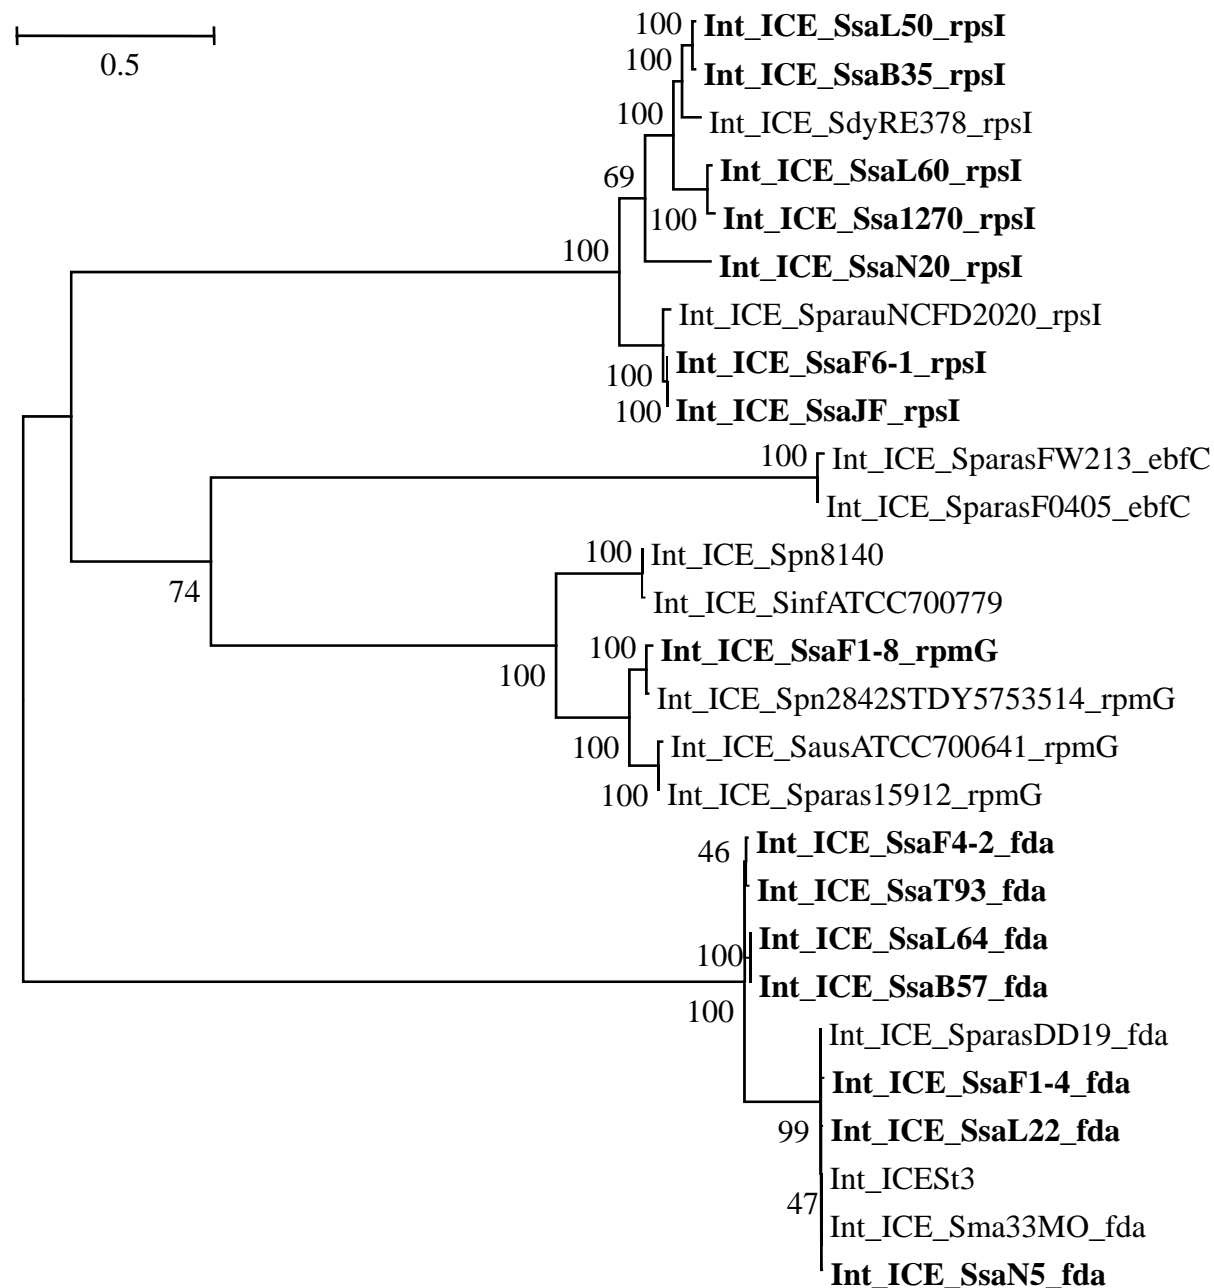 0.5
100
Int_ICE_SsaL50_rpsI
100
Int_ICE_SsaB35_rpsI
100
Int_ICE_SdyRE378_rpsI
69
Int_ICE_SsaL60_rpsI
100
Int_ICE_Ssa1270_rpsI
100
Int_ICE_SsaN20_rpsI
Int_ICE_SparauNCFD2020_rpsI
100
Int_ICE_SsaF6-1_rpsI
100
Int_ICE_SsaJF_rpsI
100
Int_ICE_SparasFW213_ebfC
Int_ICE_SparasF0405_ebfC
74
100
Int_ICE_Spn8140
Int_ICE_SinfATCC700779
100
100
Int_ICE_SsaF1-8_rpmG
Int_ICE_Spn2842STDY5753514_rpmG
100
Int_ICE_SausATCC700641_rpmG
100
Int_ICE_Sparas15912_rpmG
46
Int_ICE_SsaF4-2_fda
Int_ICE_SsaT93_fda
100
Int_ICE_SsaL64_fda
Int_ICE_SsaB57_fda
100
Int_ICE_SparasDD19_fda
Int_ICE_SsaF1-4_fda
99
Int_ICE_SsaL22_fda
Int_ICESt3
47
Int_ICE_Sma33MO_fda
Int_ICE_SsaN5_fda